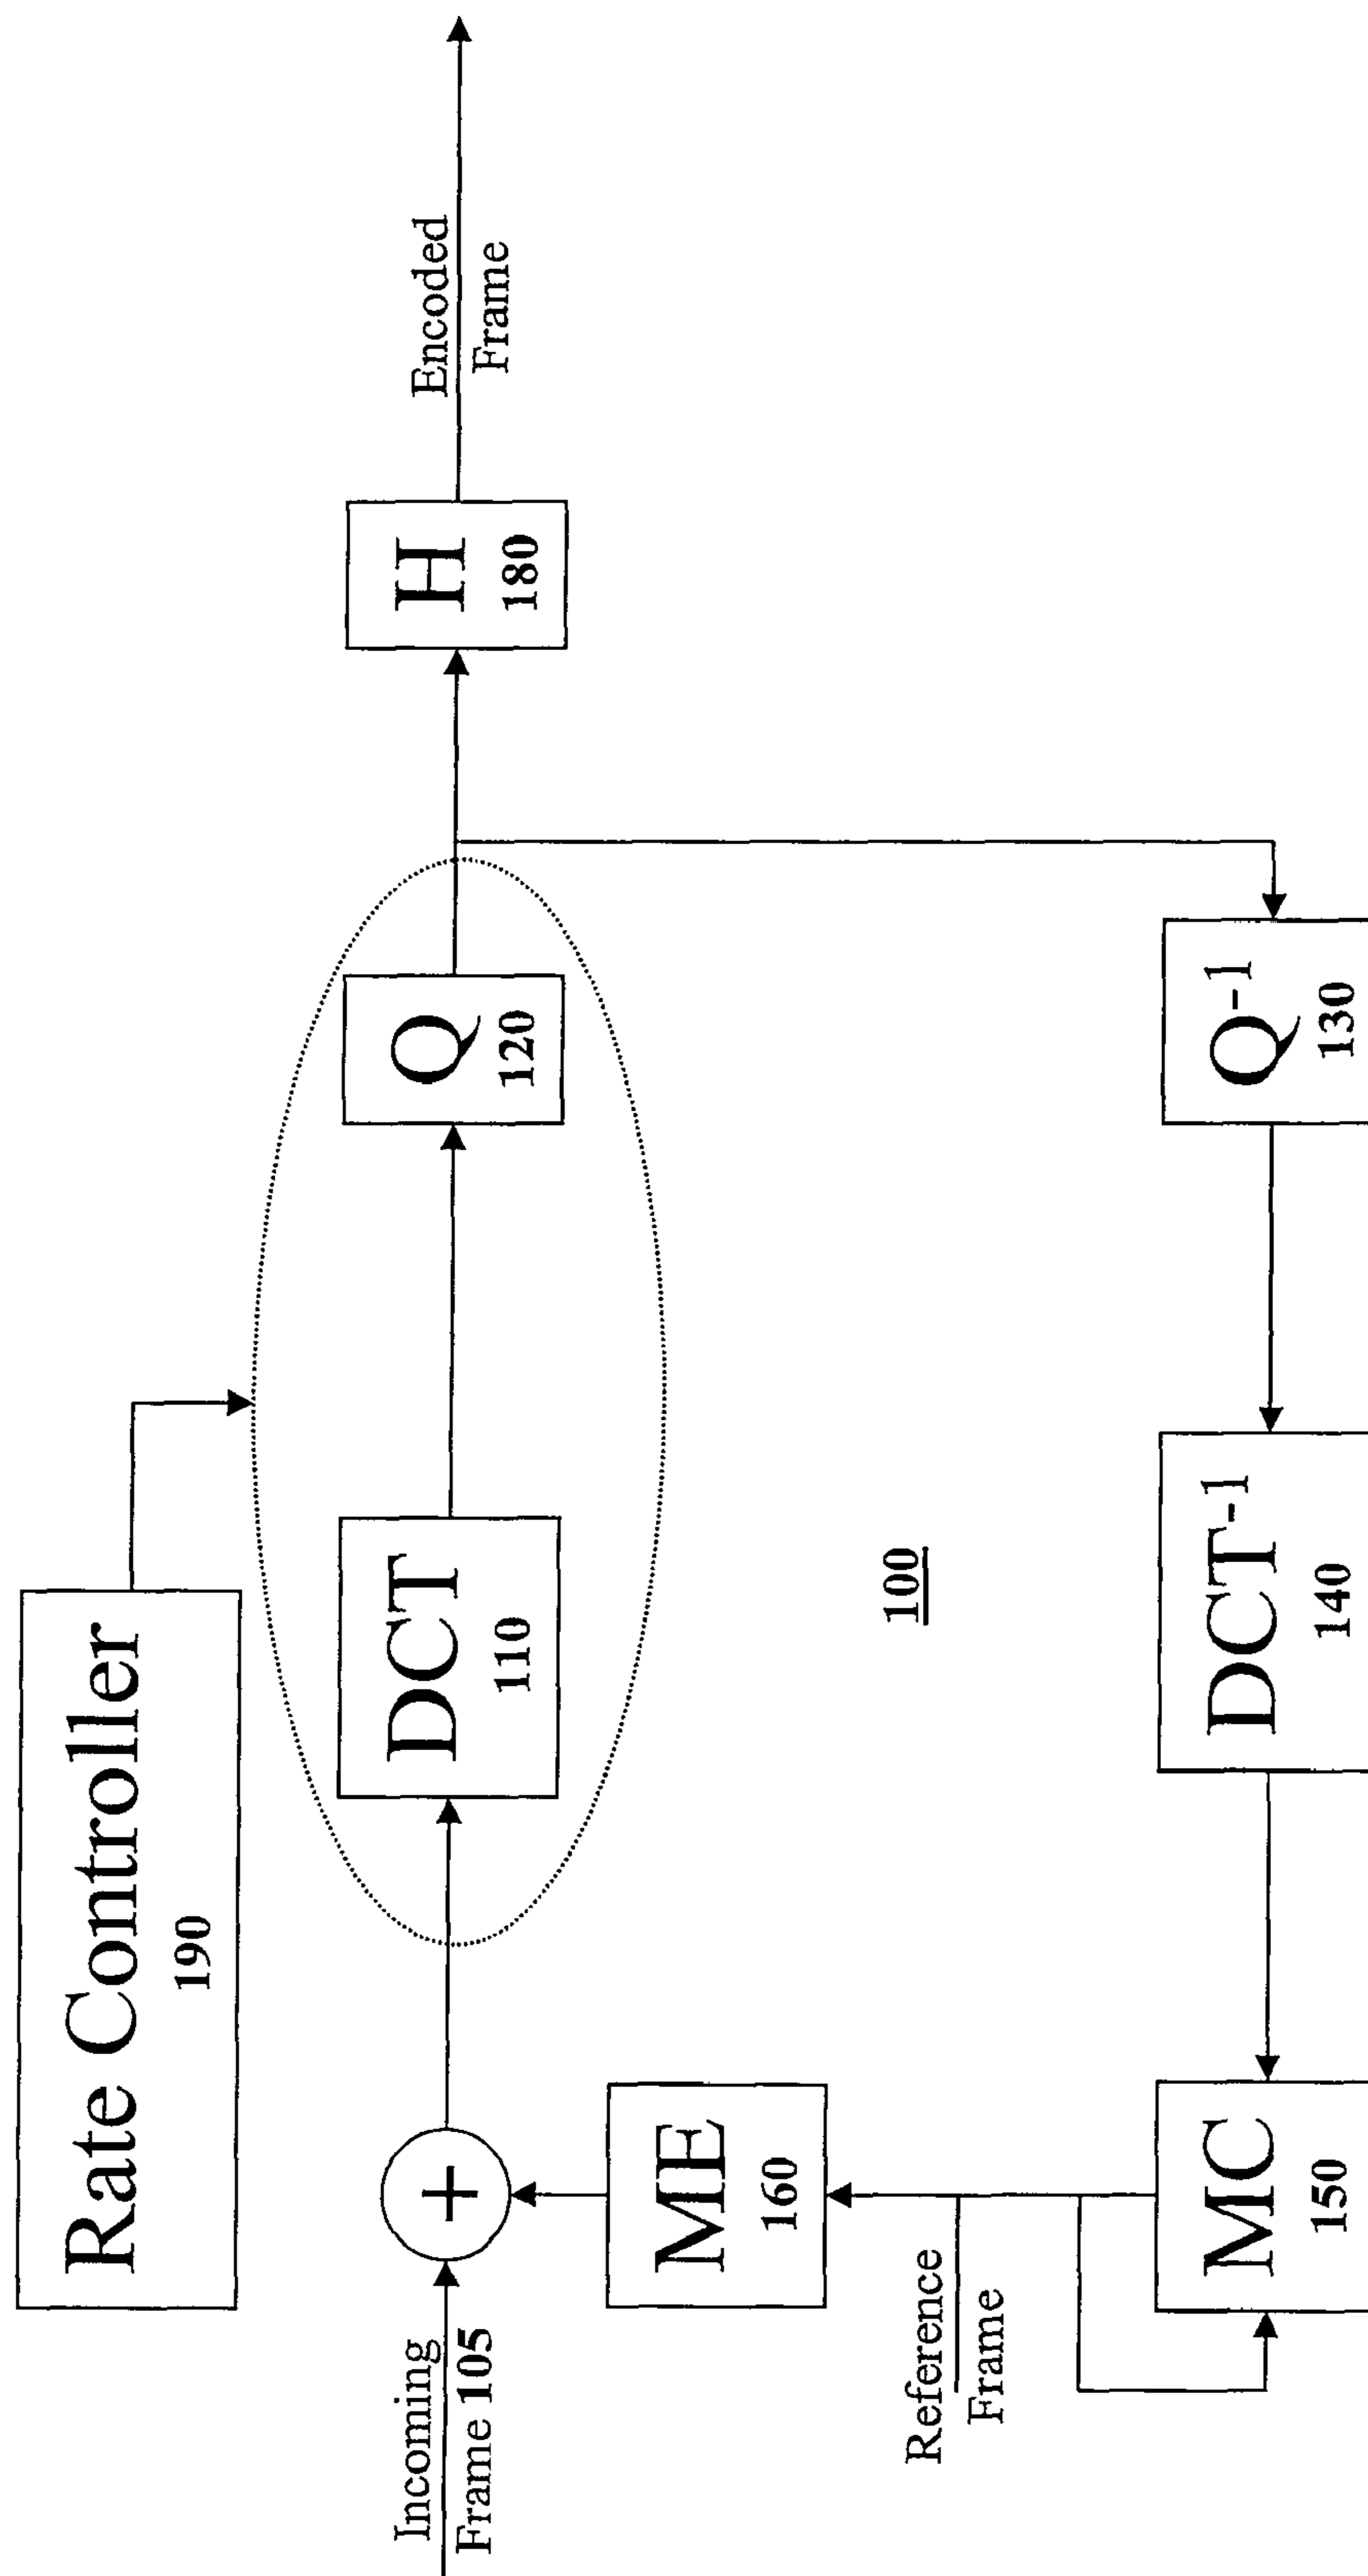 Rate Controller
190
Incoming
Frame 105
DCT
110
Q
120
H
180
Encoded
Frame
ME
160
100
Reference
Frame
MC
150
DCT-1
140
Q-1
130